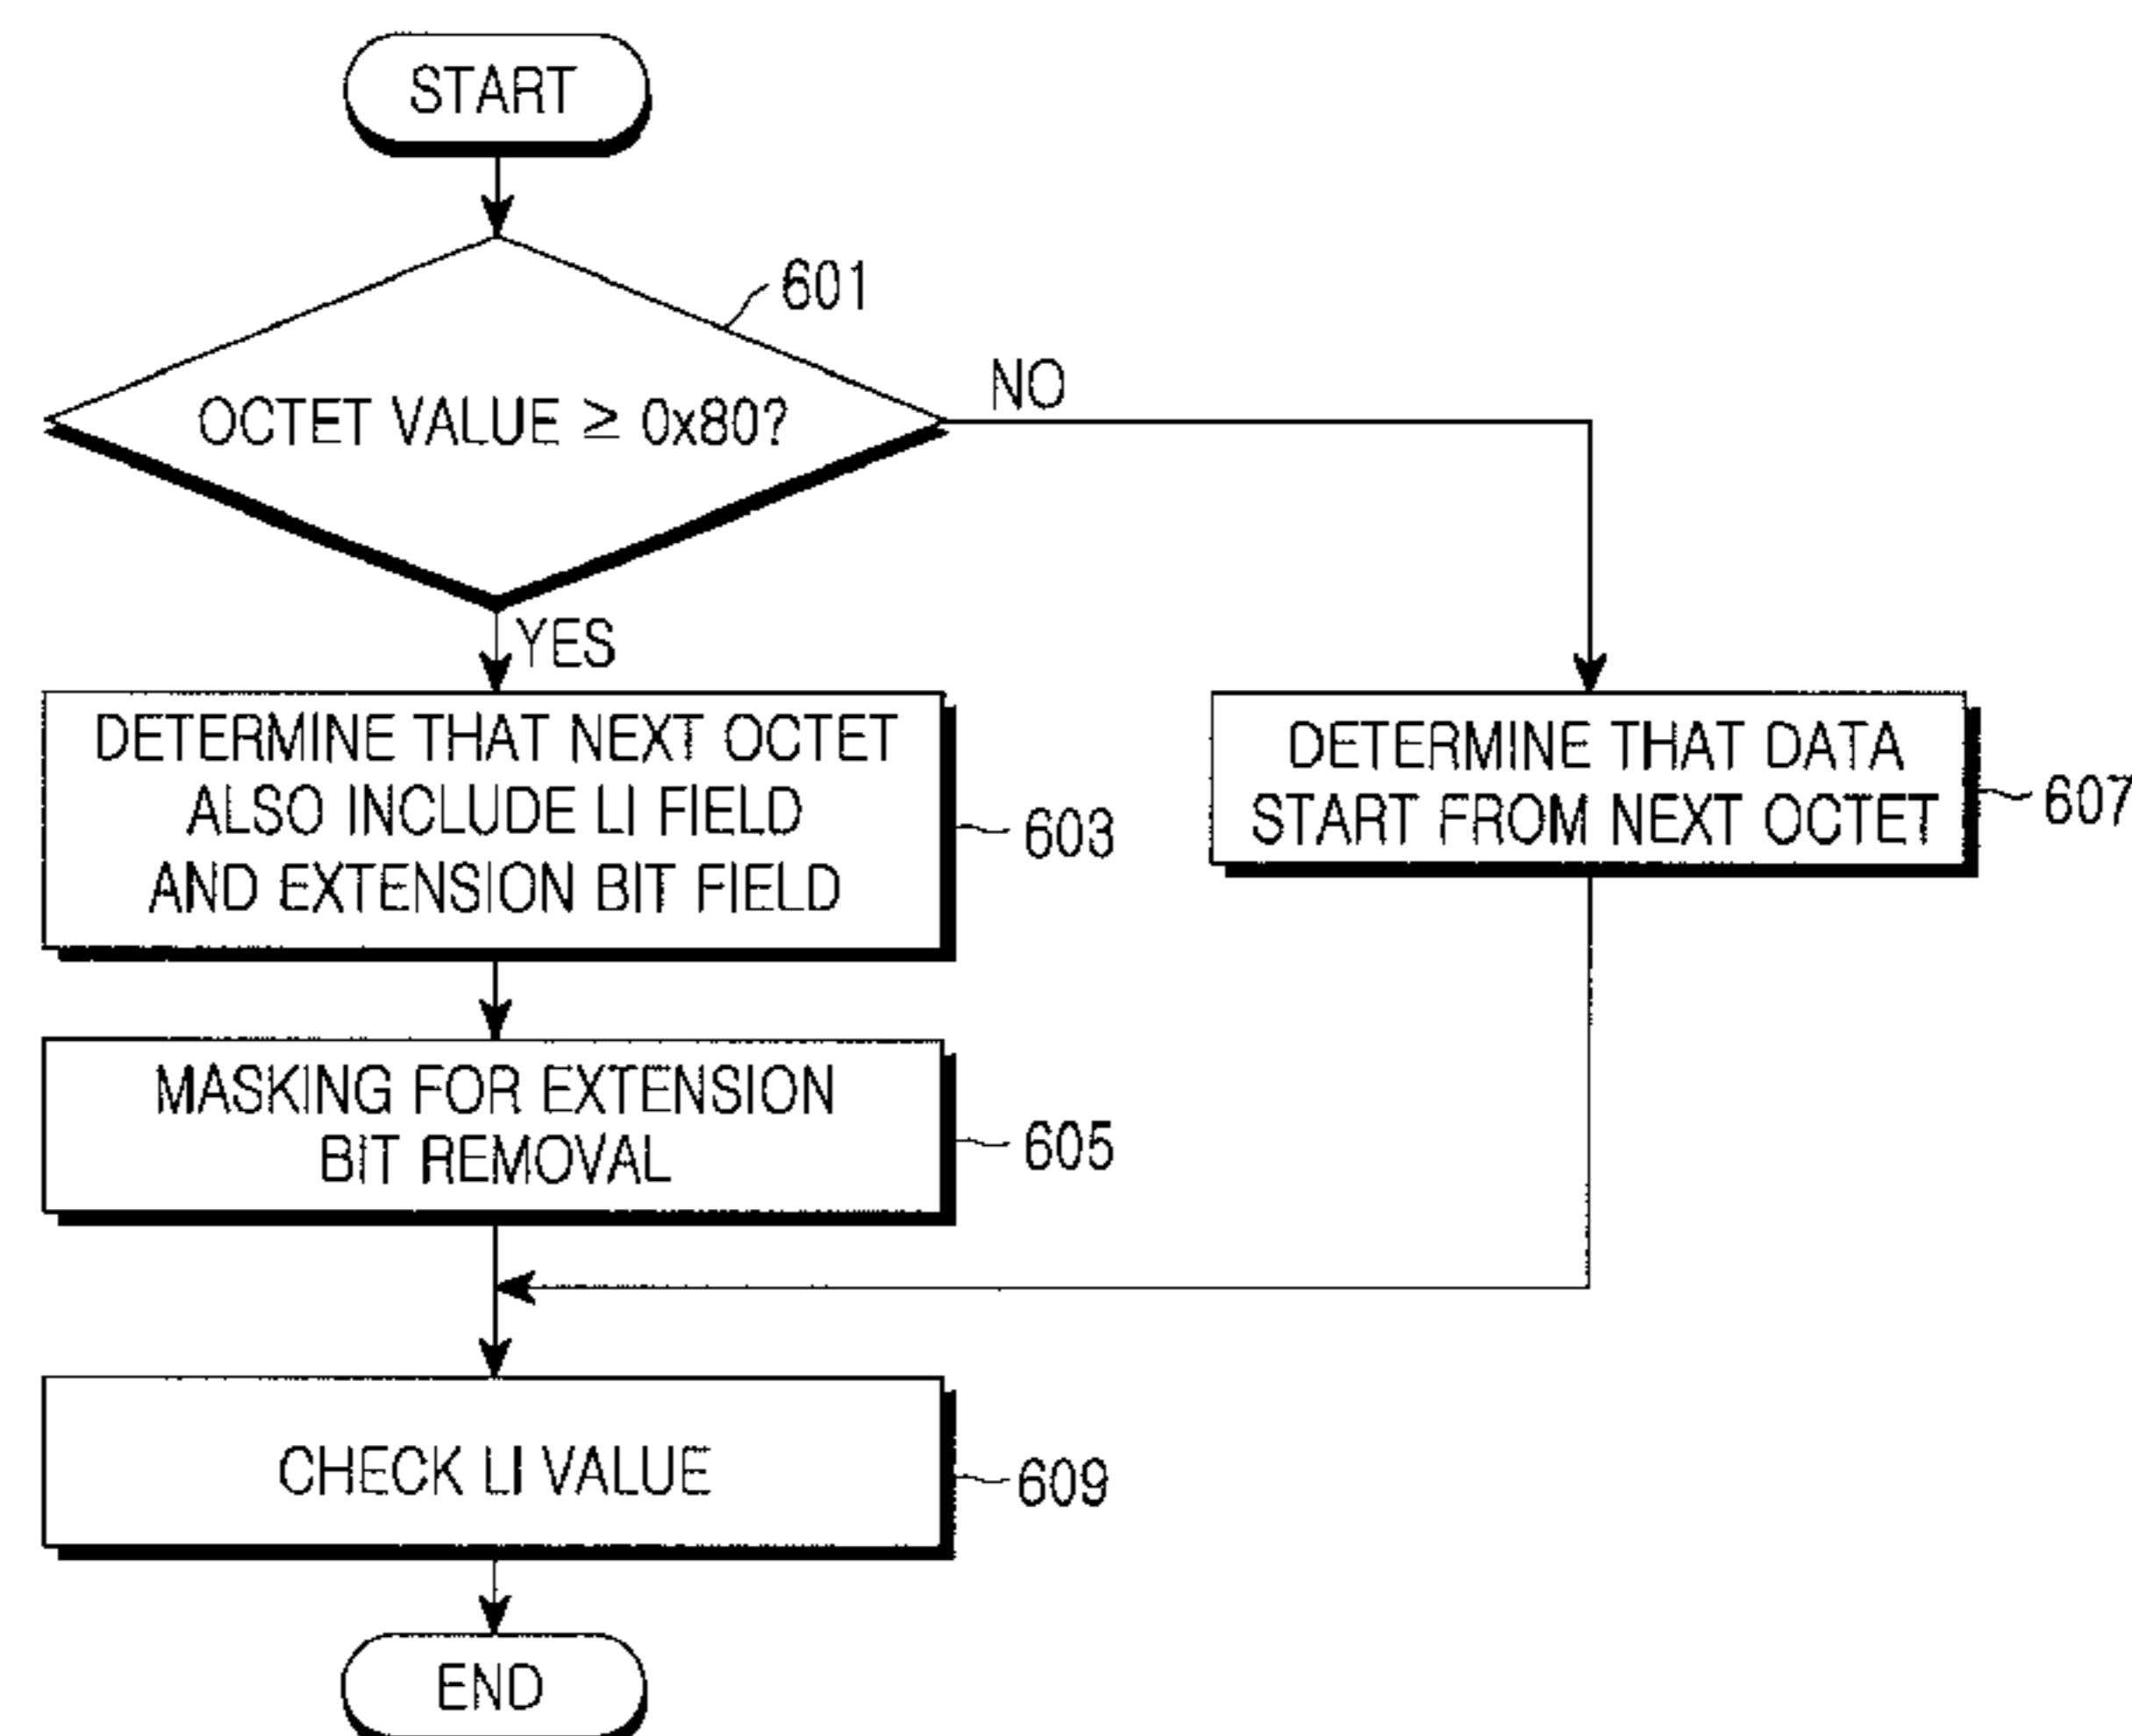 START
601
OCTET VALUE ≥ 0x80?
NO
YES
DETERMINE THAT NEXT OCTET
ALSO INCLUDE LI FIELD
AND EXTENSION BIT FIELD
603
DETERMINE THAT DATA
START FROM NEXT OCTET
607
MASKING FOR EXTENSION
BIT REMOVAL
605
CHECK LI VALUE
609
END